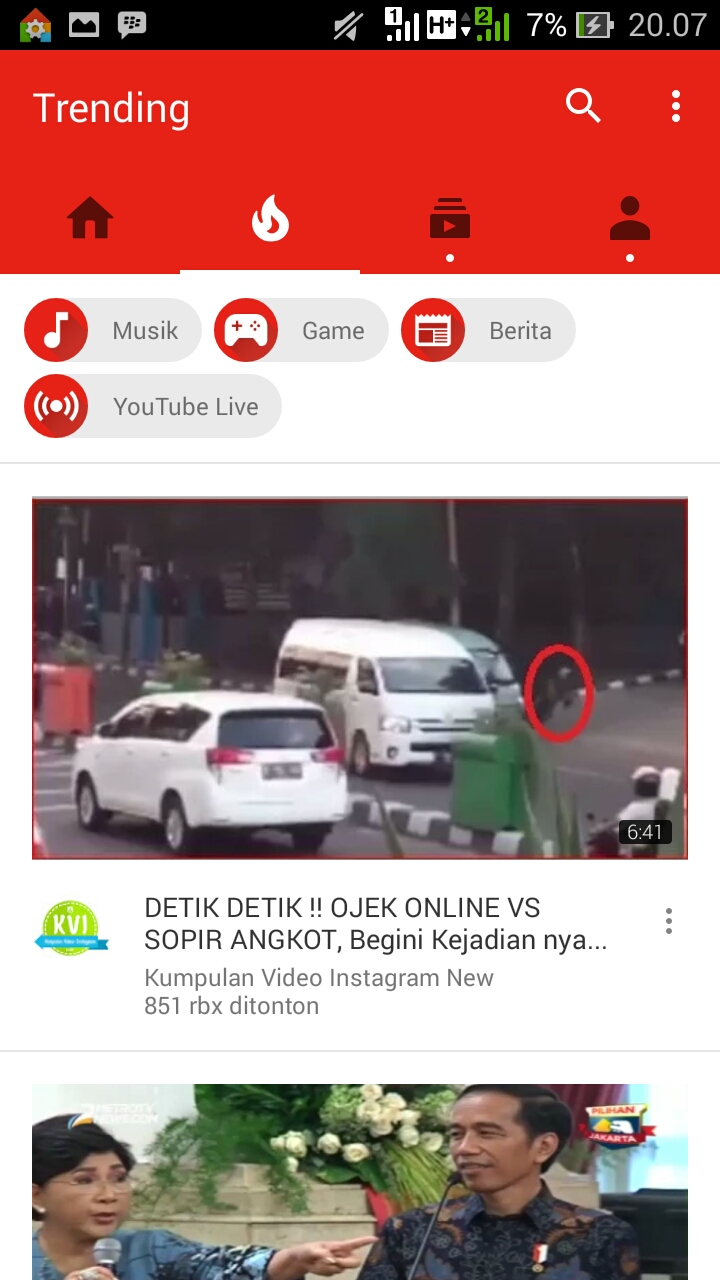 1 H+ 2 7% 20.07
Trending
Musik
Game
Berita
YouTube Live
6:41
KVI
DETIK DETIK !! OJEK ONLINE VS
SOPIR ANGKOT, Begini Kejadian nya...
Kumpulan Video Instagram New
851 rbx ditonton
METROTV
NEWS.COM
PILIHAN
JAKARTA